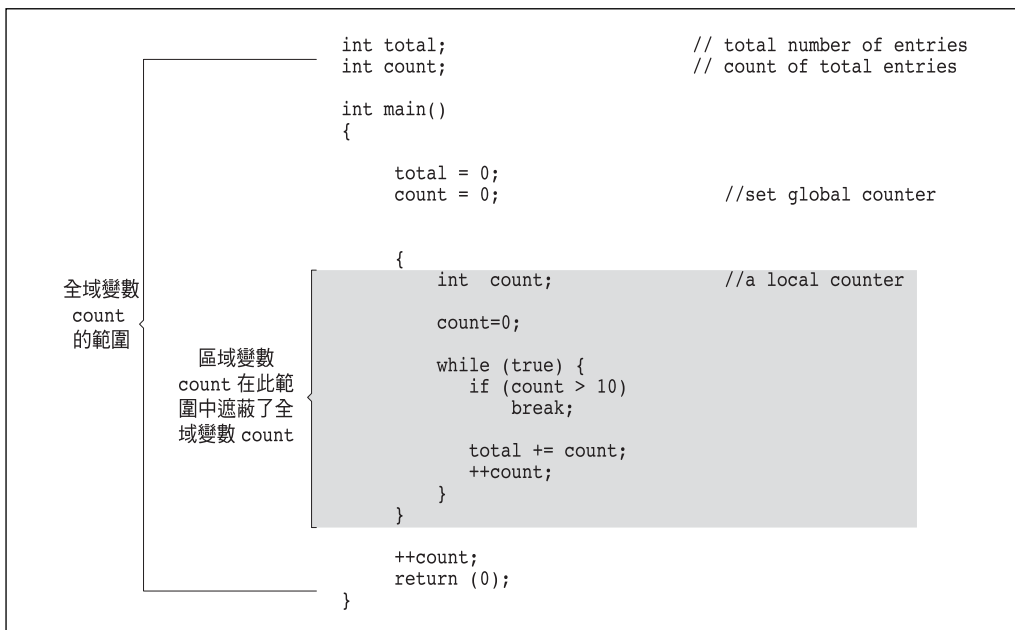 int total; // total number of entries
int count; // count of total entries
int main()
{
total = 0;
count = 0; //set global counter
{
int count; //a local counter
count=0;
while (true) {
if (count > 10)
break;
total += count;
++count;
}
}
++count;
return (0);
}
全域變數
count
的範圍
區域變數
count 在此範
圍中遮蔽了全
域變數 count